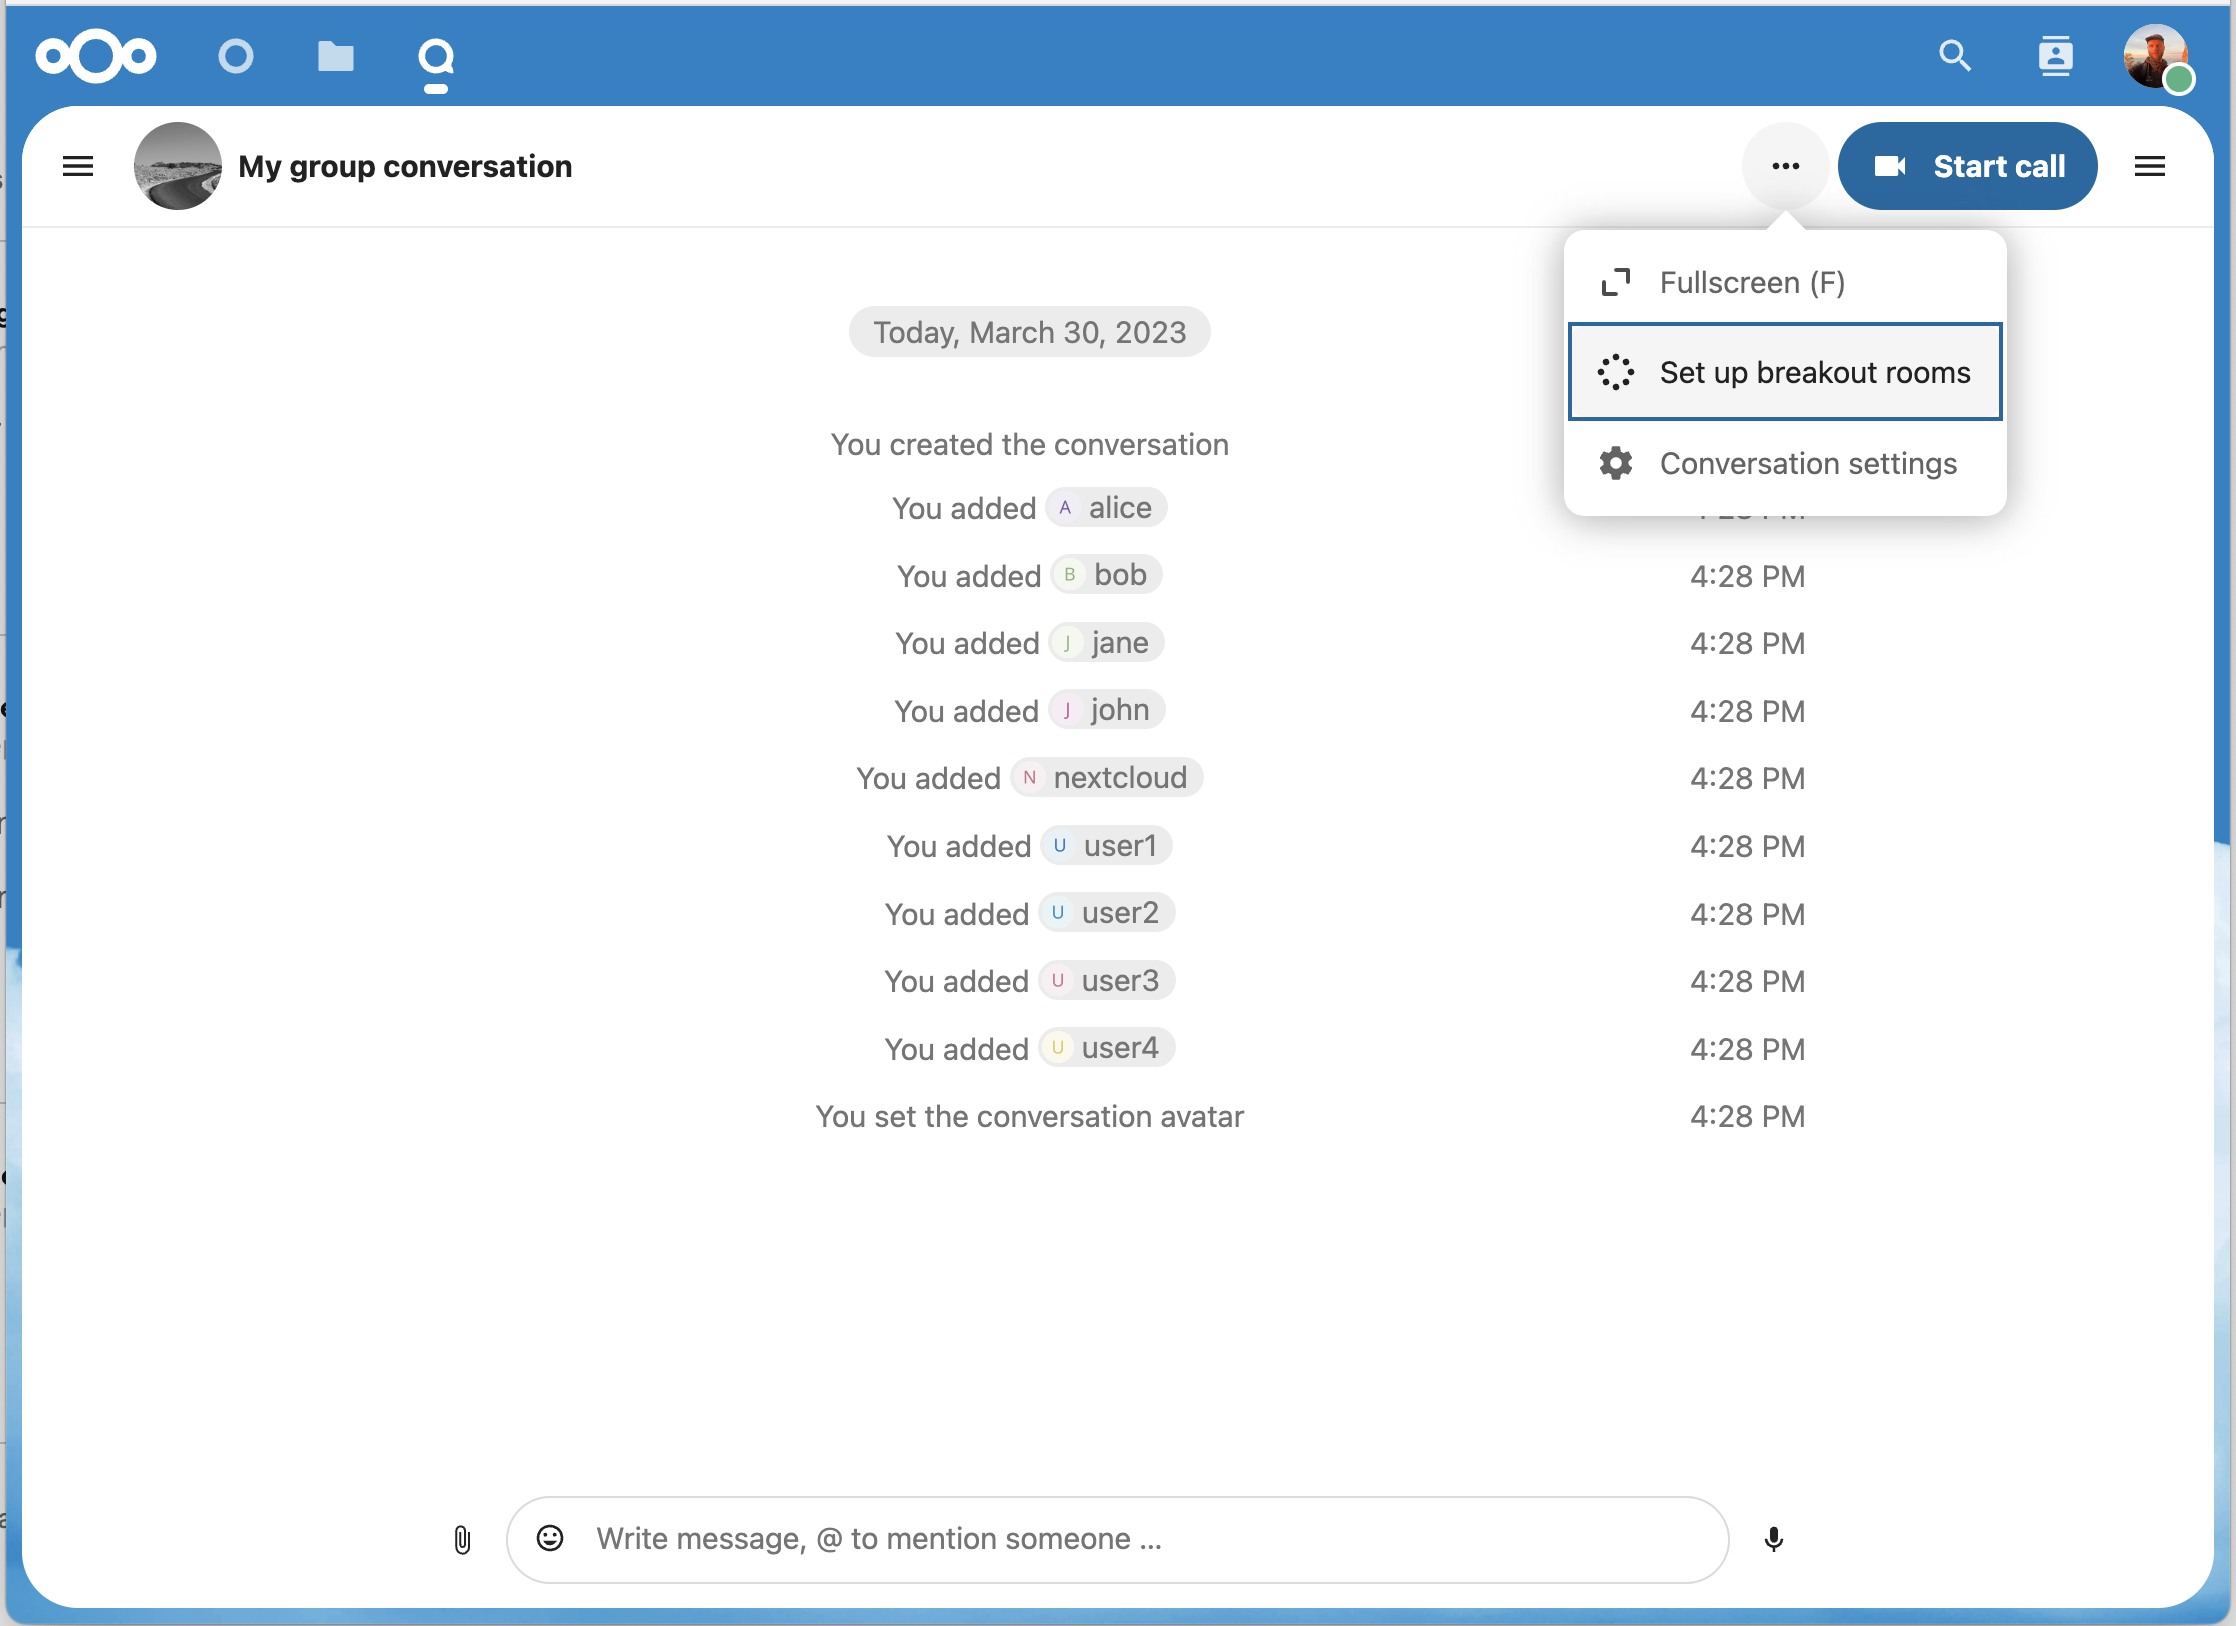 My group conversation
Start call
Fullscreen (F)
Set up breakout rooms
Conversation settings
Today, March 30, 2023
You created the conversation
You added A alice
You added B bob 4:28 PM
You added J jane 4:28 PM
You added J john 4:28 PM
You added N nextcloud 4:28 PM
You added U user1 4:28 PM
You added U user2 4:28 PM
You added U user3 4:28 PM
You added U user4 4:28 PM
You set the conversation avatar 4:28 PM
Write message, @ to mention someone ...